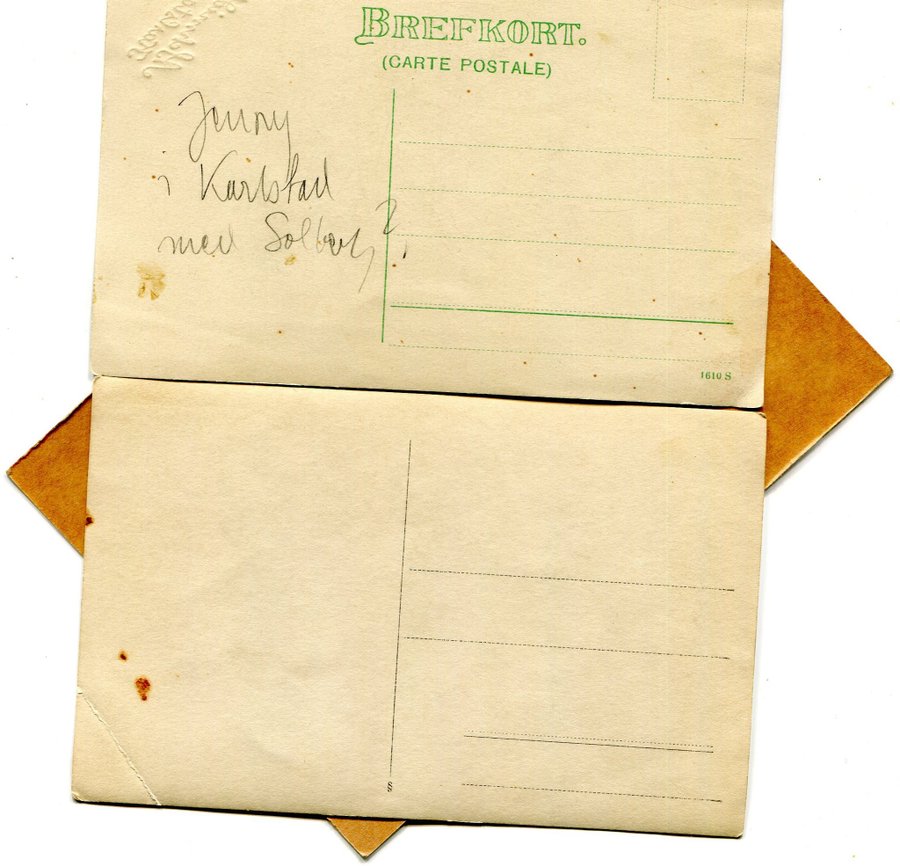 BREFKORT.
(CARTE POSTALE)
Jenny
i Karlstad
med Solberg?
1610 S
S